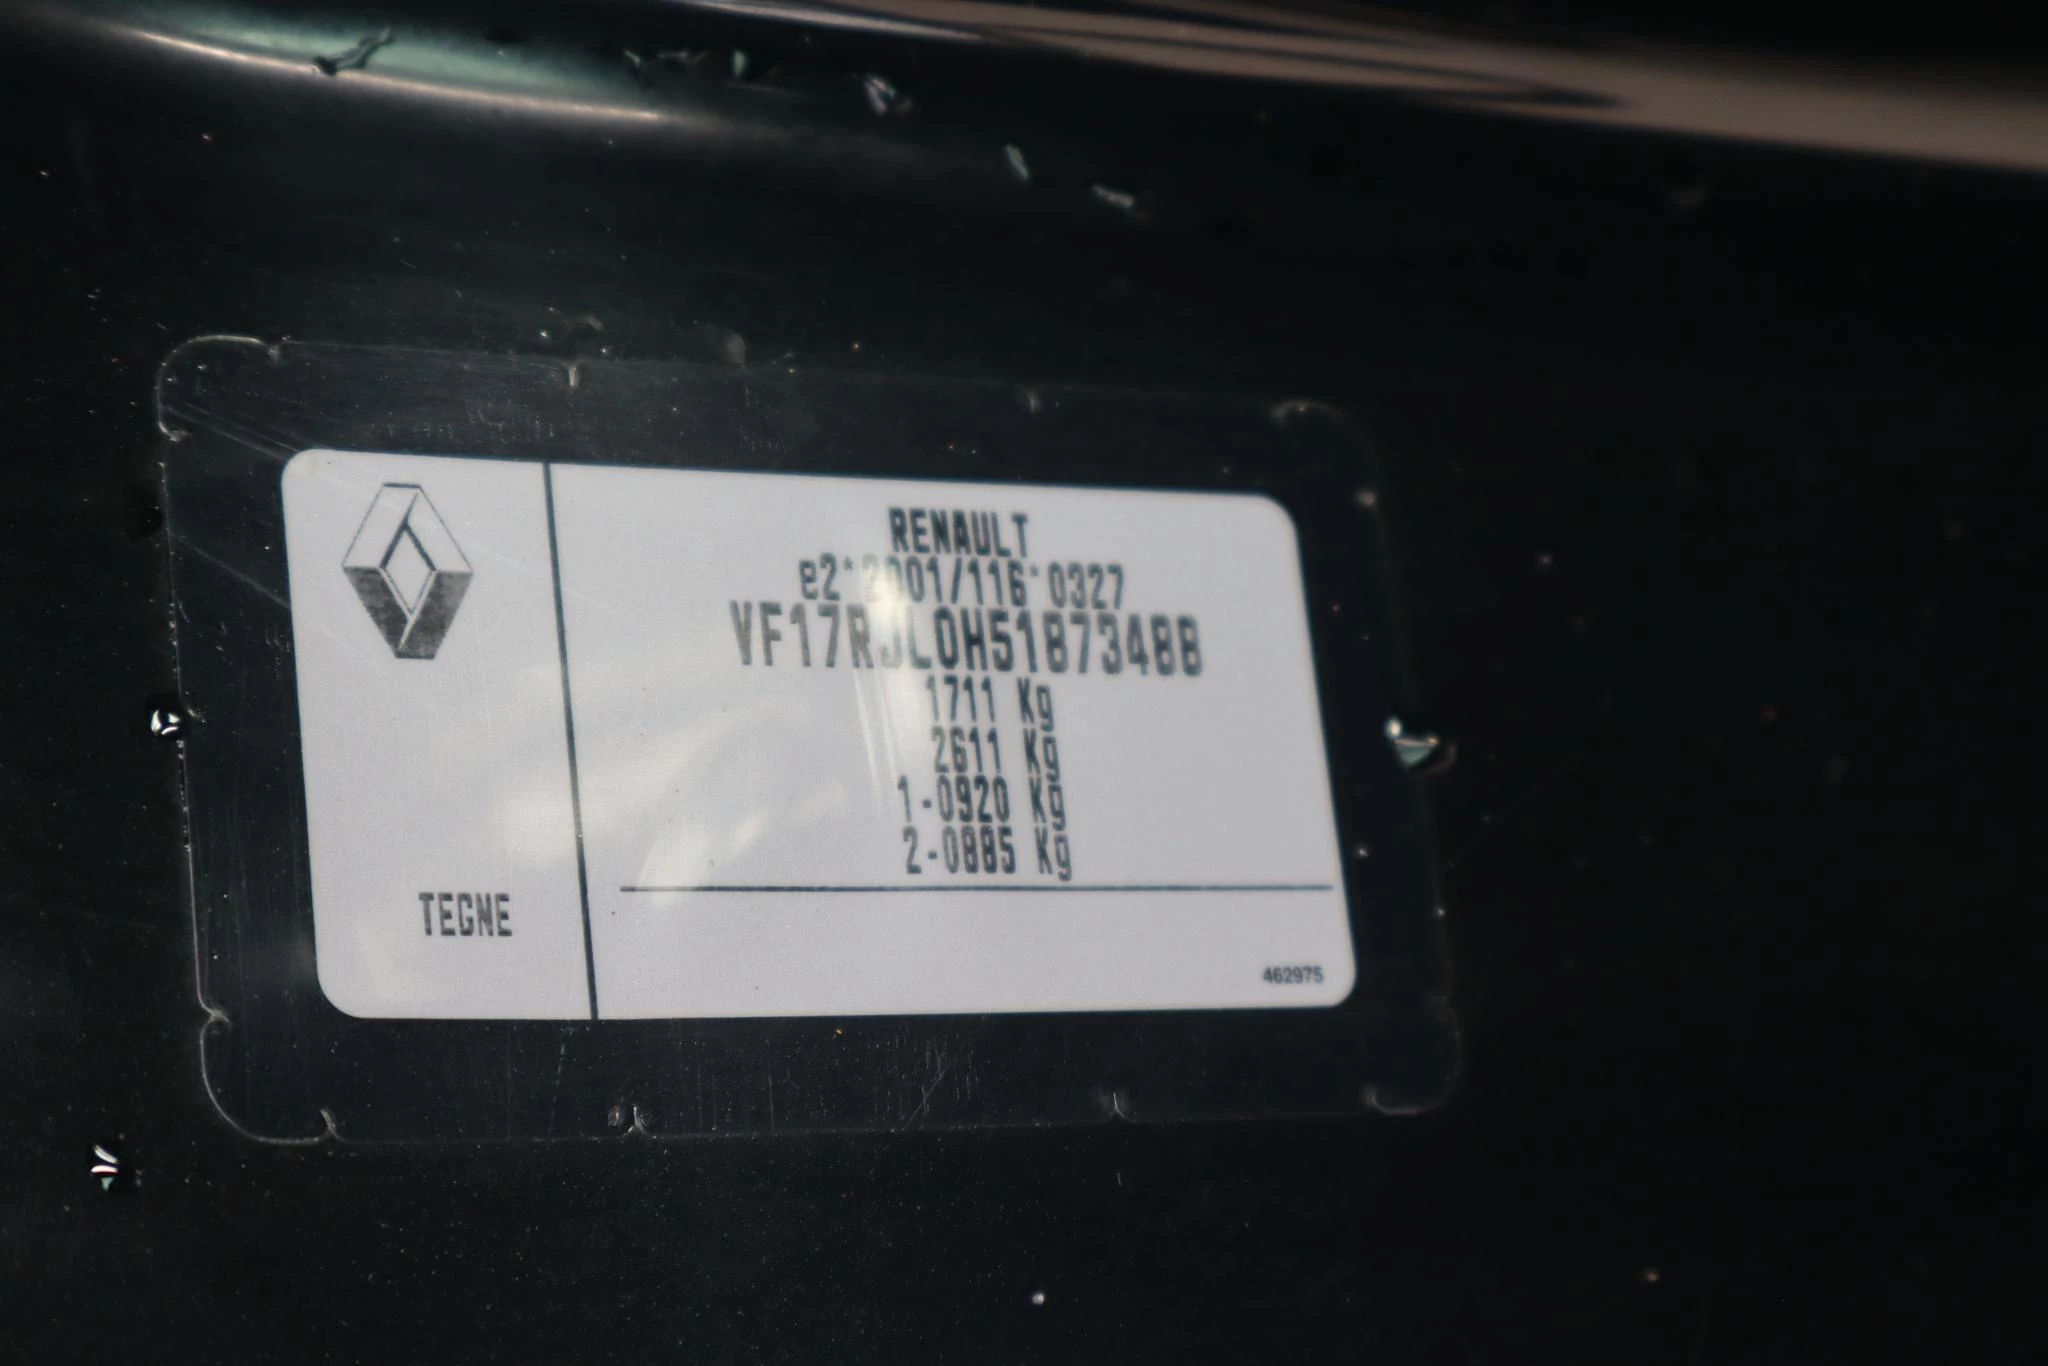 RENAULT
e2*2001/116*0327
VF17RJL0H51873488
1711 Kg
2611 Kg
1-0920 Kg
2-0885 Kg
TEGNE
462975